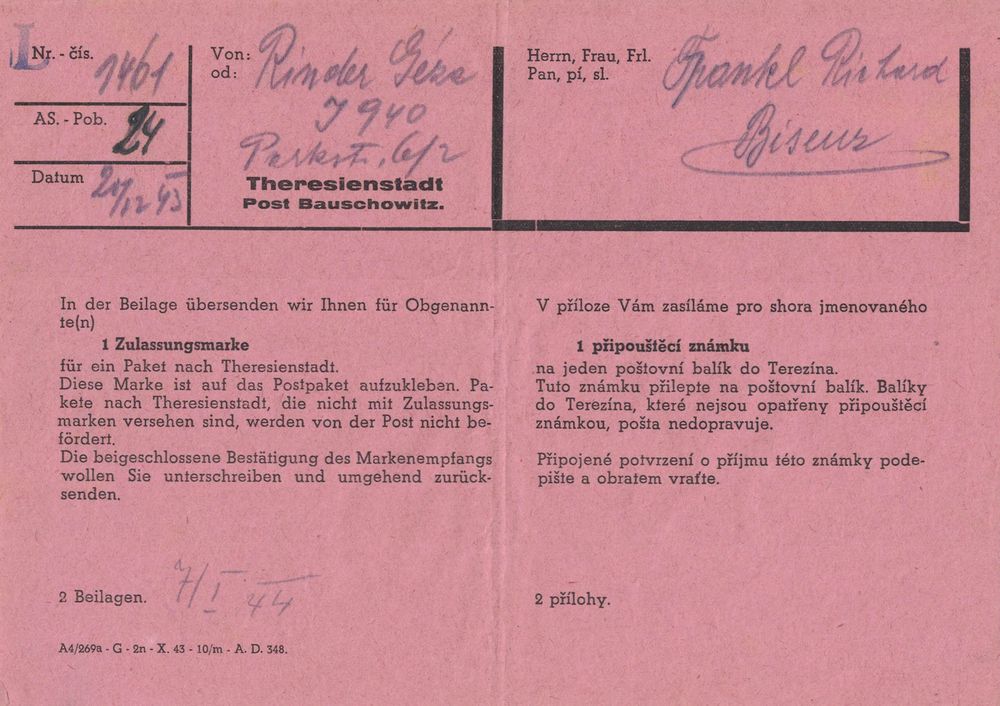 I
Nr. - čís. 1461
AS. - Pob. 24
Datum 20/12 43
Von: Rinder Géza
od:
J 940
Parkstr. 6/2
Theresienstadt
Post Bauschowitz.
Herrn, Frau, Frl. Frankl Richard
Pan, pí, sl.
Bisenz
In der Beilage übersenden wir Ihnen für Obgenann-
te(n)
1 Zulassungsmarke
für ein Paket nach Theresienstadt.
Diese Marke ist auf das Postpaket aufzukleben. Pa-
kete nach Theresienstadt, die nicht mit Zulassungs-
marken versehen sind, werden von der Post nicht be-
fördert.
Die beigeschlossene Bestätigung des Markenempfangs
wollen Sie unterschreiben und umgehend zurück-
senden.
2 Beilagen.
7/I 44
A4/269a - G - 2n - X. 43 - 10/m - A. D. 348.
V příloze Vám zasíláme pro shora jmenovaného
1 připouštěcí známku
na jeden poštovní balík do Terezína.
Tuto známku přilepte na poštovní balík. Balíky
do Terezína, které nejsou opatřeny připouštěcí
známkou, pošta nedopravuje.
Připojené potvrzení o příjmu této známky pode-
pište a obratem vraťte.
2 přílohy.